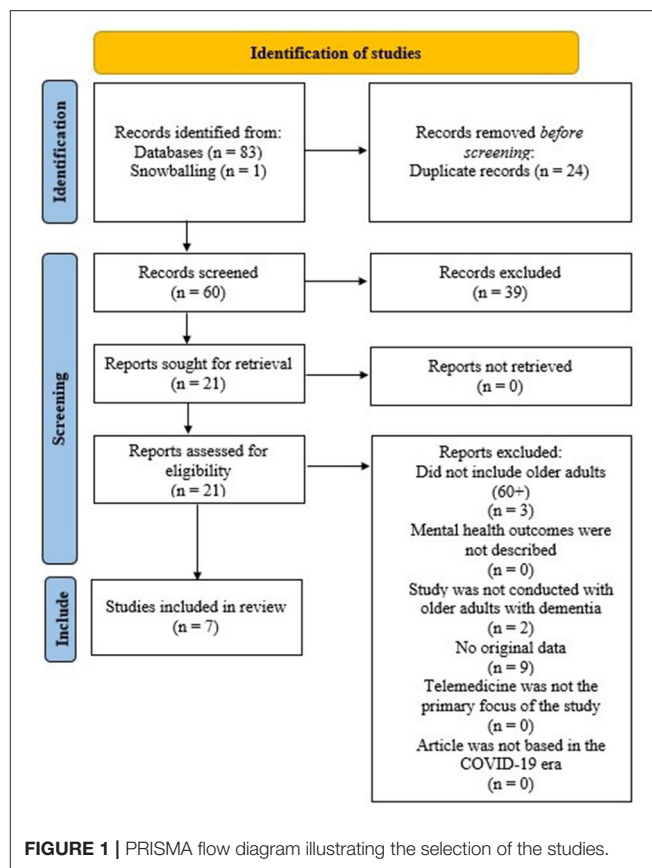 Identification of studies
Identification
Records identified from:
Databases (n = 83)
Snowballing (n = 1)
Records removed before
screening:
Duplicate records (n = 24)
Screening
Records screened
(n = 60)
Records excluded
(n = 39)
Reports sought for retrieval
(n = 21)
Reports not retrieved
(n = 0)
Reports assessed for
eligibility
(n = 21)
Reports excluded:
Did not include older adults
(60+)
(n = 3)
Mental health outcomes were
not described
(n = 0)
Study was not conducted with
older adults with dementia
(n = 2)
No original data
(n = 9)
Telemedicine was not the
primary focus of the study
(n = 0)
Article was not based in the
COVID-19 era
(n = 0)
Include
Studies included in review
(n = 7)
FIGURE 1 | PRISMA flow diagram illustrating the selection of the studies.